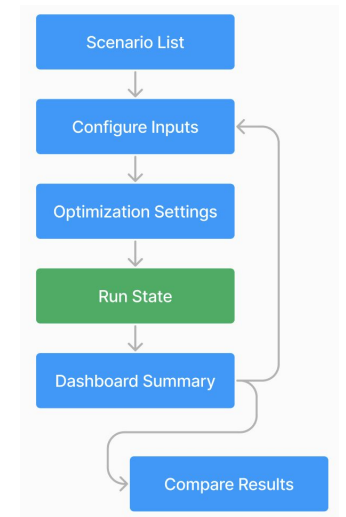 Scenario List
Configure Inputs
Optimization Settings
Run State
Dashboard Summary
Compare Results